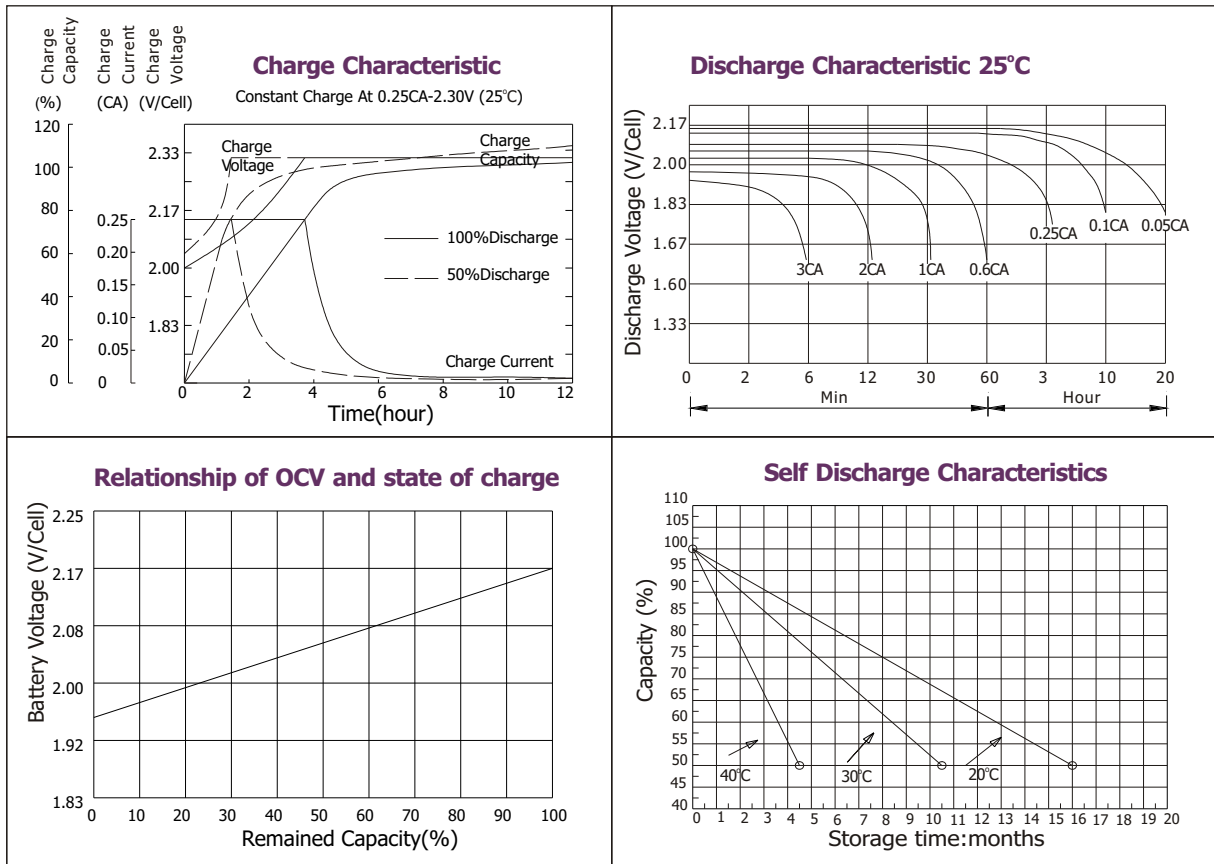 Charge Capacity
Charge Current
Charge Voltage
(%) (CA) (V/Cell)
Charge Characteristic
Constant Charge At 0.25CA-2.30V (25°C)
120
100
80
60
40
20
0
0.25
0.20
0.15
0.10
0.05
0
2.33
2.17
2.00
1.83
Charge
Voltage
Charge
Capacity
100%Discharge
50%Discharge
Charge Current
0 2 4 6 8 10 12
Time(hour)
Discharge Characteristic 25°C
Discharge Voltage (V/Cell)
2.17
2.00
1.83
1.67
1.60
1.33
3CA 2CA 1CA 0.6CA 0.25CA 0.1CA 0.05CA
0 2 6 12 30 60 3 10 20
Min Hour
Relationship of OCV and state of charge
Battery Voltage (V/Cell)
2.25
2.17
2.08
2.00
1.92
1.83
0 10 20 30 40 50 60 70 80 90 100
Remained Capacity(%)
Self Discharge Characteristics
Capacity (%)
110
105
100
95
90
85
80
75
70
65
60
55
50
45
40
40°C 30°C 20°C
0 1 2 3 4 5 6 7 8 9 10 11 12 13 14 15 16 17 18 19 20
Storage time:months